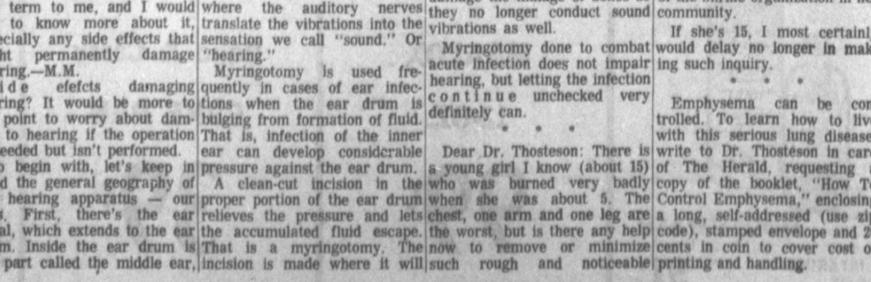 term to me, and I would
to know more about it,
any side effects that
permanently damage
M.M.
efefcts damaging
It would be more to
point to worry about dam-
to hearing if the operation
but isn't performed.
begin with, let's keep in
the general geography of
hearing apparatus — our
First, there's the ear
which extends to the ear
Inside the ear drum is
part called the middle ear,
where the auditory nerves
translate the vibrations into the
sensation we call "sound." Or
"hearing."
Myringotomy is used fre-
quently in cases of ear infec-
tions when the ear drum is
bulging from formation of fluid.
That is, infection of the inner
ear can develop considerable
pressure against the ear drum.
A clean-cut incision in the
proper portion of the ear drum
relieves the pressure and lets
the accumulated fluid escape.
That is a myringotomy. The
incision is made where it will
they no longer conduct sound
vibrations as well.
Myringotomy done to combat
acute infection does not impair
hearing, but letting the infection
continue unchecked very
definitely can.
* * *
Dear Dr. Thosteson: There is
a young girl I know (about 15)
who was burned very badly
when she was about 5. The
chest, one arm and one leg are
the worst, but is there any help
now to remove or minimize
such rough and noticeable
community.
If she's 15, I most certainl
would delay no longer in mak
ing such inquiry.
* * *
Emphysema can be con
trolled. To learn how to liv
with this serious lung disease
write to Dr. Thosteson in car
of The Herald, requesting
copy of the booklet, "How T
Control Emphysema," enclosin
a long, self-addressed (use zi
code), stamped envelope and 2
cents in coin to cover cost o
printing and handling.